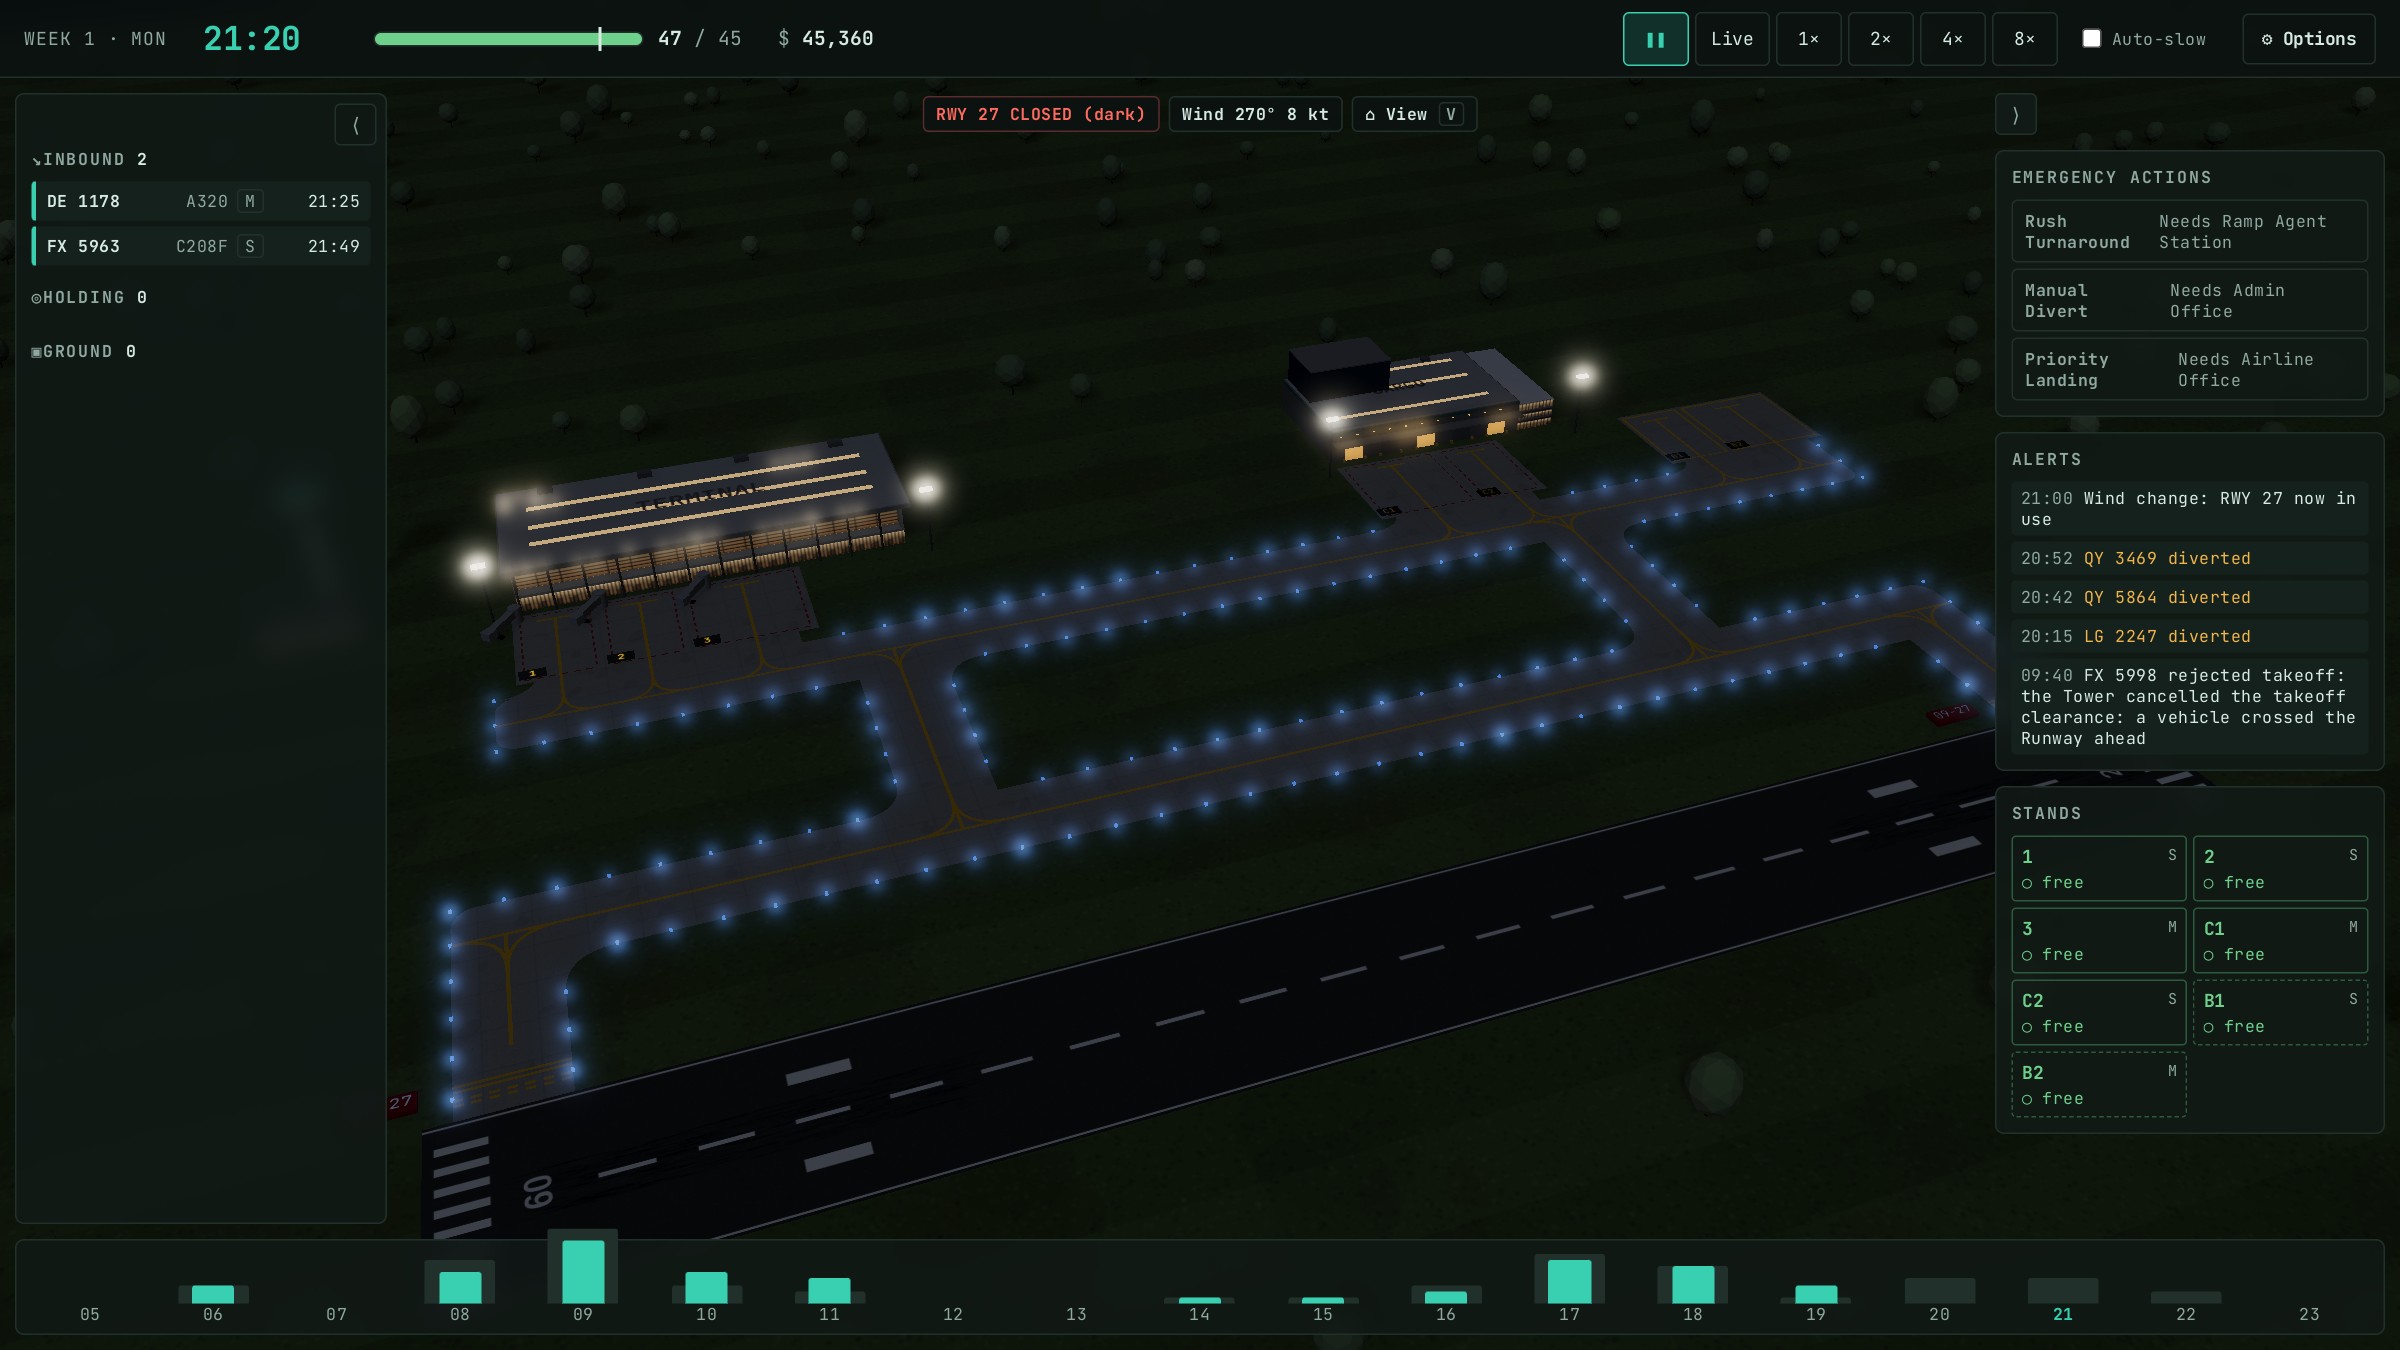 WEEK 1 · MON 21:20 47 / 45 $ 45,360 Live 1× 2× 4× 8× Auto-slow ⚙ Options
RWY 27 CLOSED (dark) Wind 270° 8 kt ⌂ View V
↘INBOUND 2
DE 1178 A320 M 21:25
FX 5963 C208F S 21:49
◎HOLDING 0
▣GROUND 0
TERMINAL
1
2
3
09-27
27
09
EMERGENCY ACTIONS
Rush Turnaround Needs Ramp Agent Station
Manual Divert Needs Admin Office
Priority Landing Needs Airline Office
ALERTS
21:00 Wind change: RWY 27 now in
use
20:52 QY 3469 diverted
20:42 QY 5864 diverted
20:15 LG 2247 diverted
09:40 FX 5998 rejected takeoff:
the Tower cancelled the takeoff
clearance: a vehicle crossed the
Runway ahead
STANDS
1 S
○ free
2 S
○ free
3 M
○ free
C1 M
○ free
C2 S
○ free
B1 S
○ free
B2 M
○ free
05 06 07 08 09 10 11 12 13 14 15 16 17 18 19 20 21 22 23